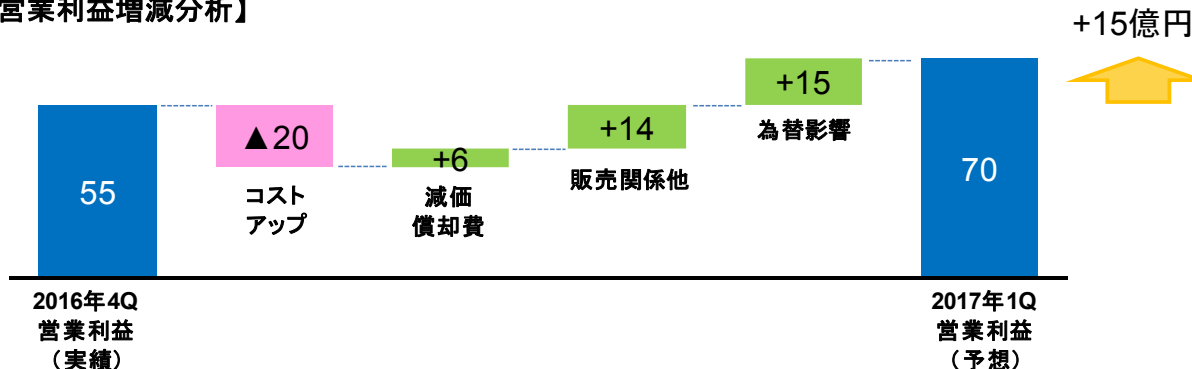 営業利益増減分析】
+15億円
+15
為替影響
+14
販売関係他
▲20
コスト
アップ
+6
減価
償却費
55
70
2016年4Q
営業利益
（実績）
2017年1Q
営業利益
（予想）